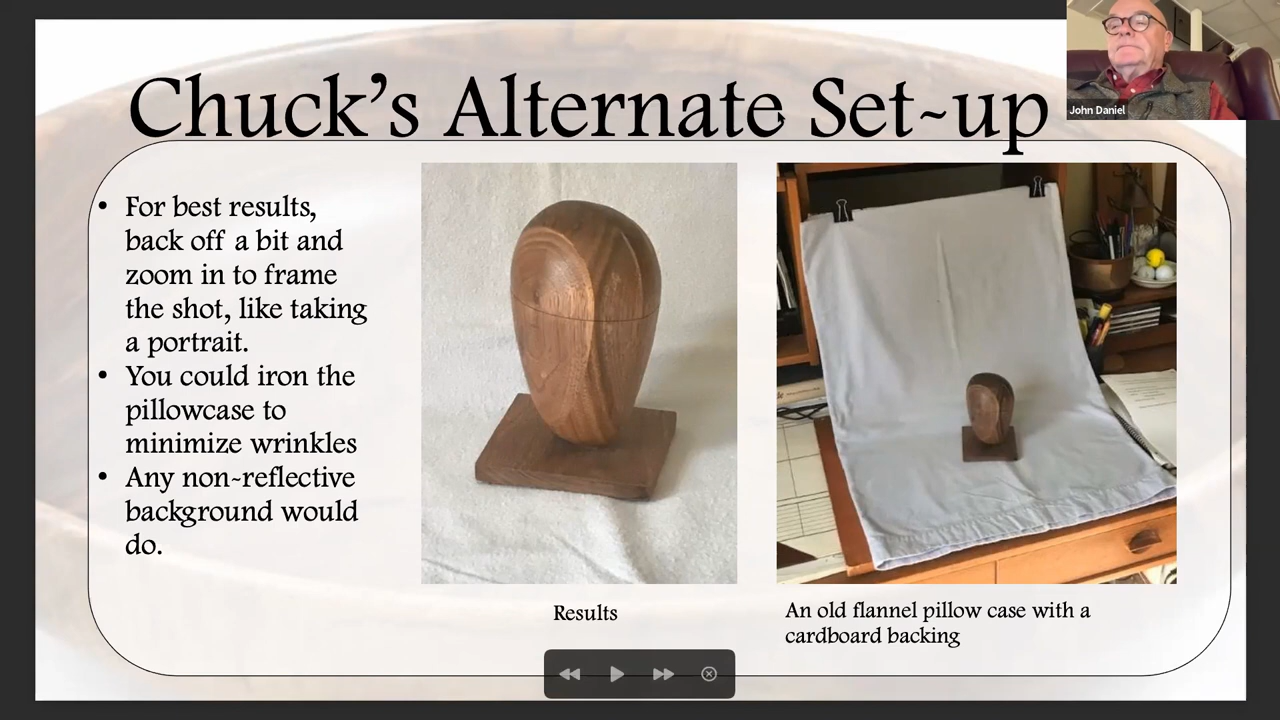 Chuck's Alternate Set-up
John Daniel
• For best results,
back off a bit and
zoom in to frame
the shot, like taking
a portrait.
• You could iron the
pillowcase to
minimize wrinkles
• Any non-reflective
background would
do.
Results
An old flannel pillow case with a
cardboard backing